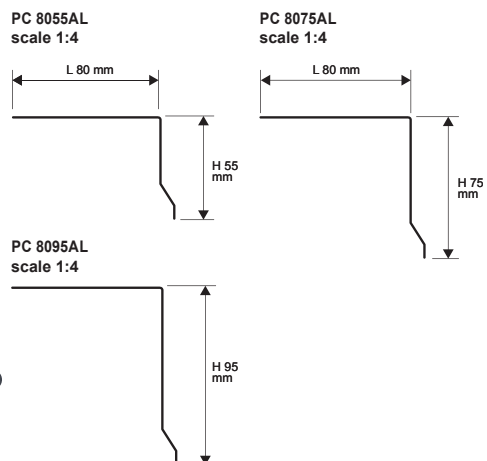 PC 8055AL
scale 1:4
L 80 mm
H 55
mm
PC 8075AL
scale 1:4
L 80 mm
H 75
mm
PC 8095AL
scale 1:4
H 95
mm
)